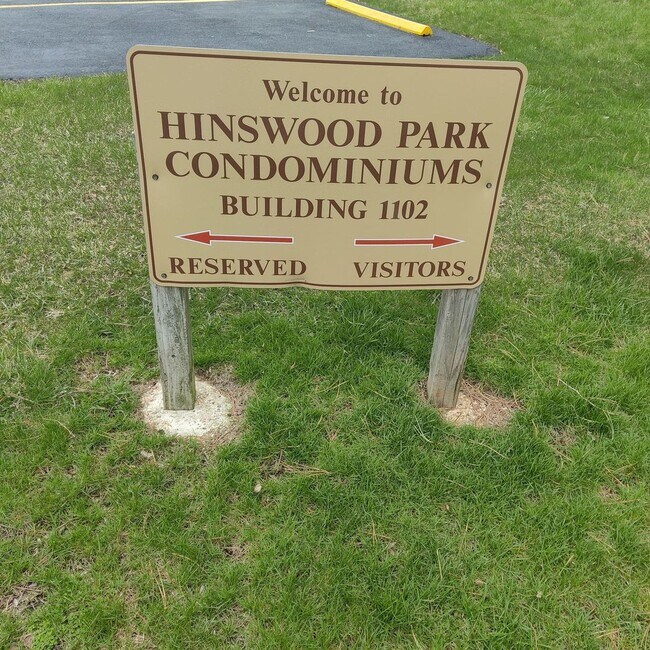 Welcome to
HINSWOOD PARK
CONDOMINIUMS
BUILDING 1102
RESERVED VISITORS